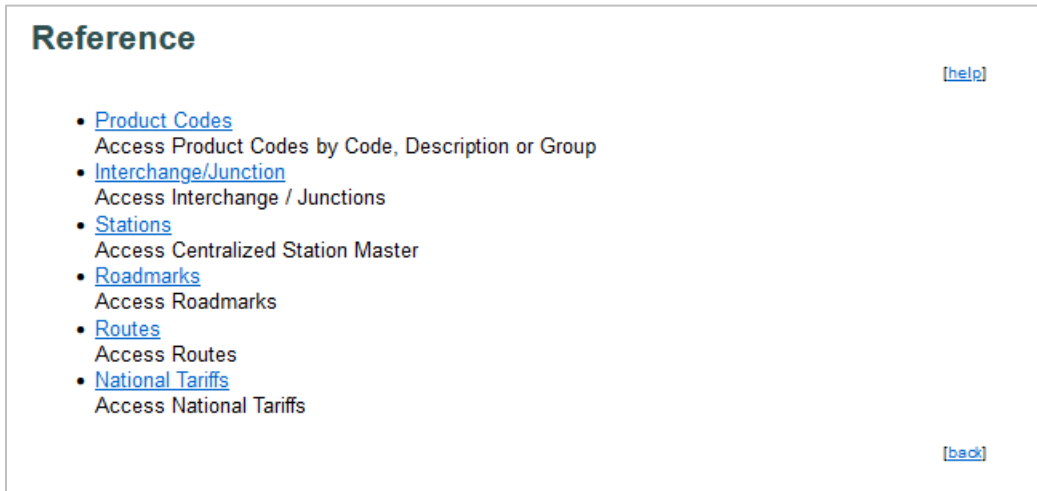 Reference
[help]
• Product Codes
Access Product Codes by Code, Description or Group
• Interchange/Junction
Access Interchange / Junctions
• Stations
Access Centralized Station Master
• Roadmarks
Access Roadmarks
• Routes
Access Routes
• National Tariffs
Access National Tariffs
[back]